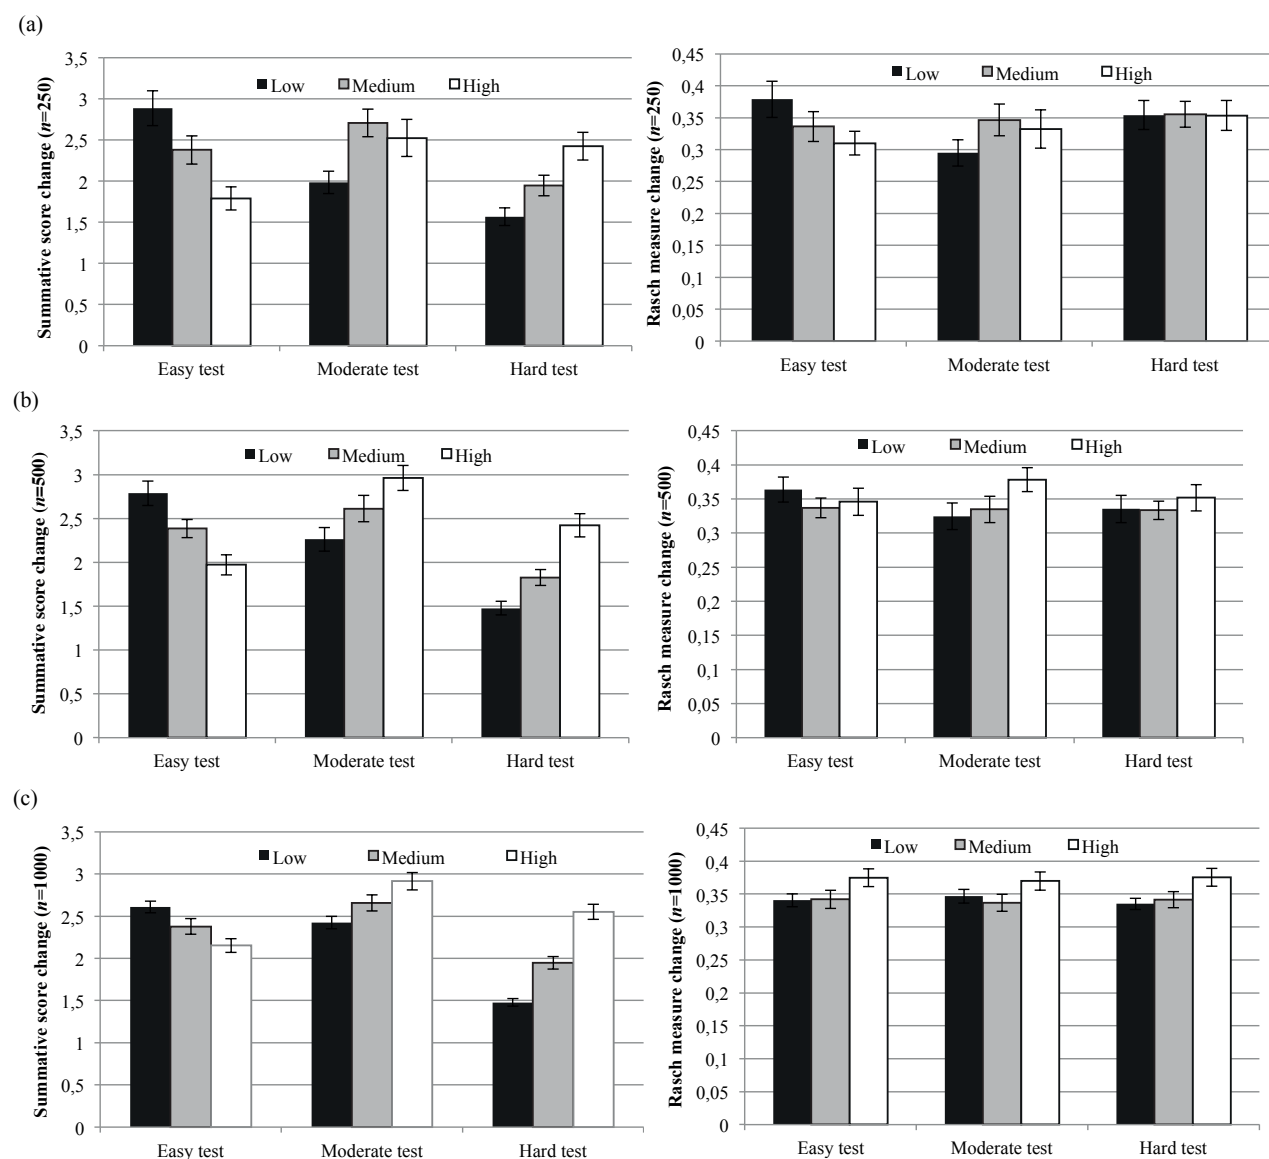 (a)
Summative score change (n=250)
3,5
3
2,5
2
1,5
1
0,5
0
Low Medium High
Easy test Moderate test Hard test
Rasch measure change (n=250)
0,45
0,4
0,35
0,3
0,25
0,2
0,15
0,1
0,05
0
Low Medium High
Easy test Moderate test Hard test
(b)
Summative score change (n=500)
3,5
3
2,5
2
1,5
1
0,5
0
Low Medium High
Easy test Moderate test Hard test
Rasch measure change (n=500)
0,45
0,4
0,35
0,3
0,25
0,2
0,15
0,1
0,05
0
Low Medium High
Easy test Moderate test Hard test
(c)
Summative score change (n=1000)
3,5
3
2,5
2
1,5
1
0,5
0
Low Medium High
Easy test Moderate test Hard test
Rasch measure change (n=1000)
0,45
0,4
0,35
0,3
0,25
0,2
0,15
0,1
0,05
0
Low Medium High
Easy test Moderate test Hard test